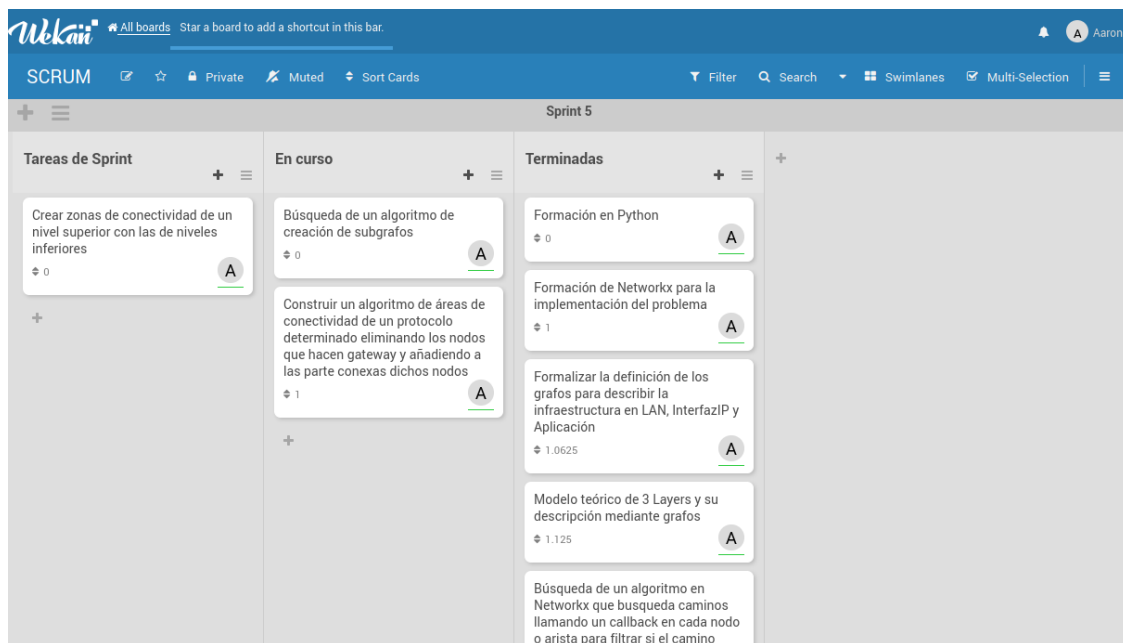 Wekan
All boards Star a board to add a shortcut in this bar.
A Aaron
SCRUM Private Muted Sort Cards Filter Search Swimlanes Multi-Selection
Sprint 5
Tareas de Sprint
Crear zonas de conectividad de un
nivel superior con las de niveles
inferiores
0 A
En curso
Búsqueda de un algoritmo de
creación de subgrafos
0 A
Construir un algoritmo de áreas de
conectividad de un protocolo
determinado eliminando los nodos
que hacen gateway y añadiendo a
las parte conexas dichos nodos
1 A
Terminadas
Formación en Python
0 A
Formación de Networkx para la
implementación del problema
1 A
Formalizar la definición de los
grafos para describir la
infraestructura en LAN, InterfazIP y
Aplicación
1.0625 A
Modelo teórico de 3 Layers y su
descripción mediante grafos
1.125 A
Búsqueda de un algoritmo en
Networkx que busqueda caminos
llamando un callback en cada nodo
o arista para filtrar si el camino